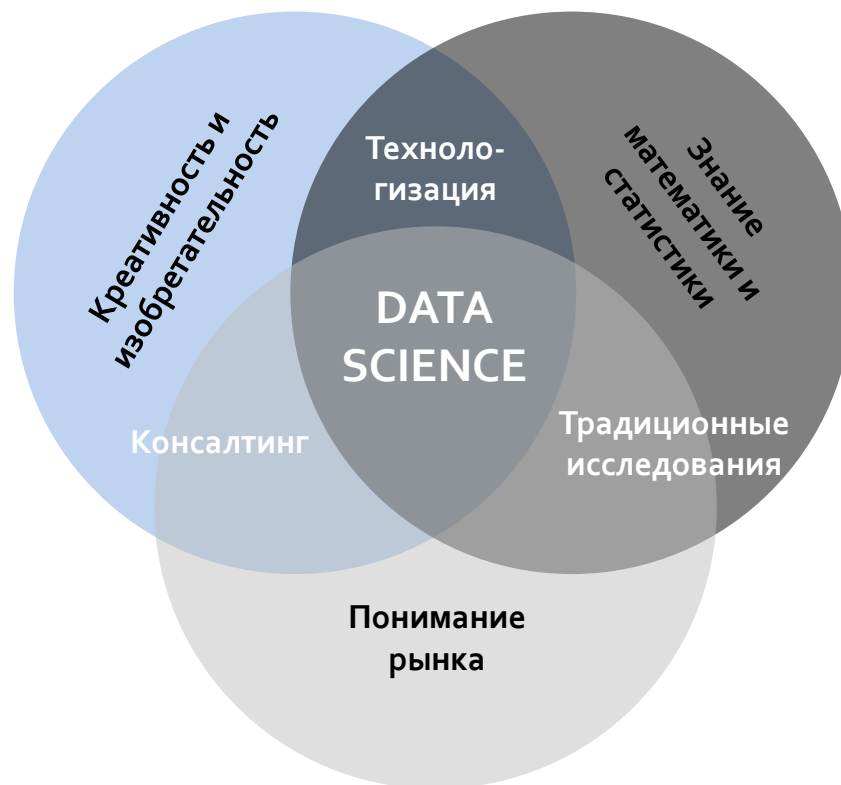 Креативность и
изобретательность
Техноло-
гизация
Знание
математики и
статистики
DATA
SCIENCE
Консалтинг
Традиционные
исследования
Понимание
рынка